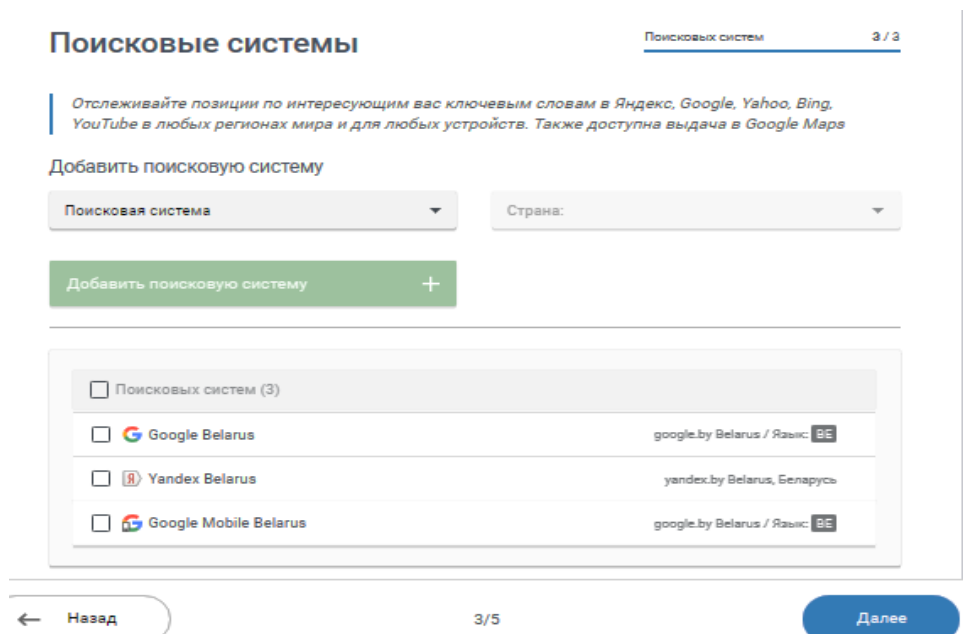 Поисковые системы
Поисковых систем 3 / 3
Отслеживайте позиции по интересующим вас ключевым словам в Яндекс, Google, Yahoo, Bing,
YouTube в любых регионах мира и для любых устройств. Также доступна выдача в Google Maps
Добавить поисковую систему
Поисковая система
Страна:
Добавить поисковую систему +
Поисковых систем (3)
Google Belarus google.by Belarus / Язык: BE
Yandex Belarus yandex.by Belarus, Беларусь
Google Mobile Belarus google.by Belarus / Язык: BE
← Назад 3/5 Далее